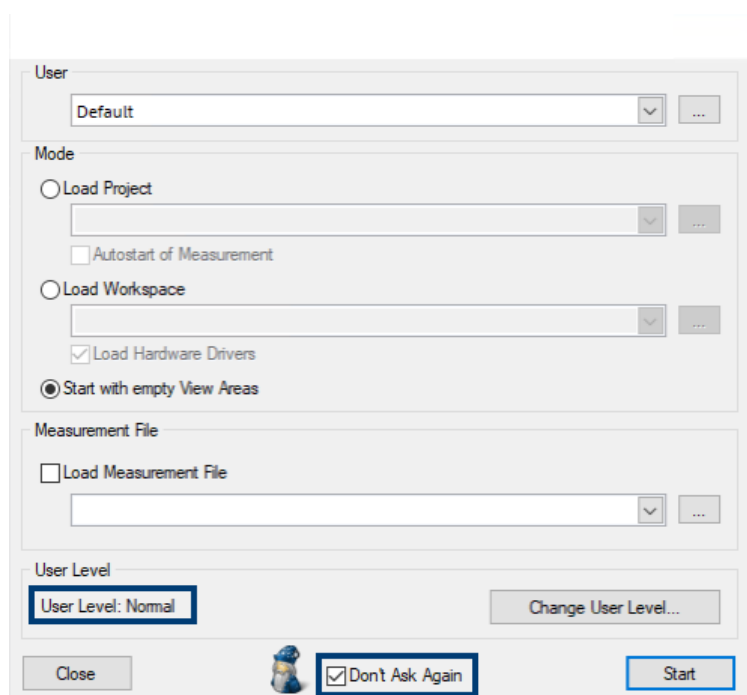 User
Default
...
Mode
Load Project
...
Autostart of Measurement
Load Workspace
...
Load Hardware Drivers
Start with empty View Areas
Measurement File
Load Measurement File
...
User Level
User Level: Normal
Change User Level...
Close
Don't Ask Again
Start